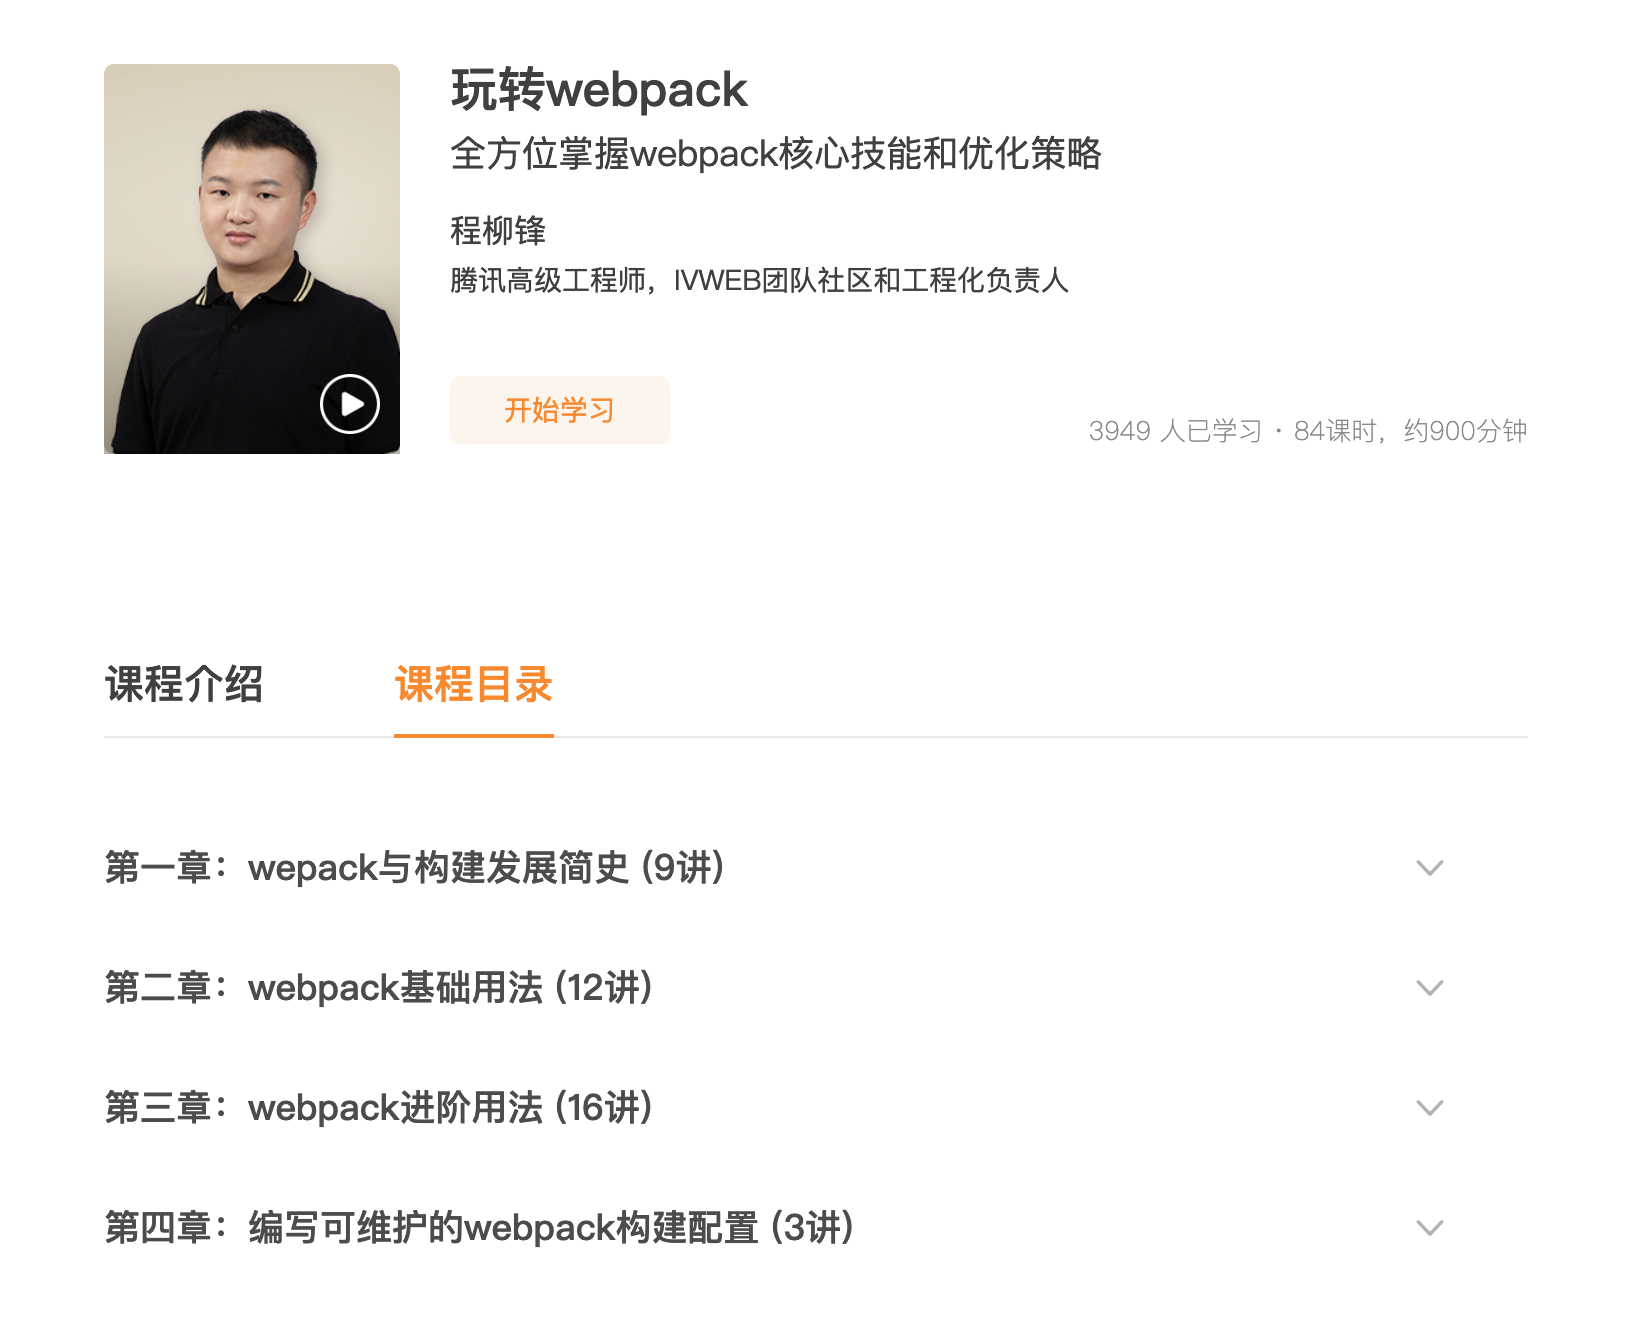 玩转webpack
全方位掌握webpack核心技能和优化策略
程柳锋
腾讯高级工程师，IVWEB团队社区和工程化负责人
开始学习
3949 人已学习 · 84课时，约900分钟
课程介绍 课程目录
第一章：wepack与构建发展简史 (9讲)
第二章：webpack基础用法 (12讲)
第三章：webpack进阶用法 (16讲)
第四章：编写可维护的webpack构建配置 (3讲)